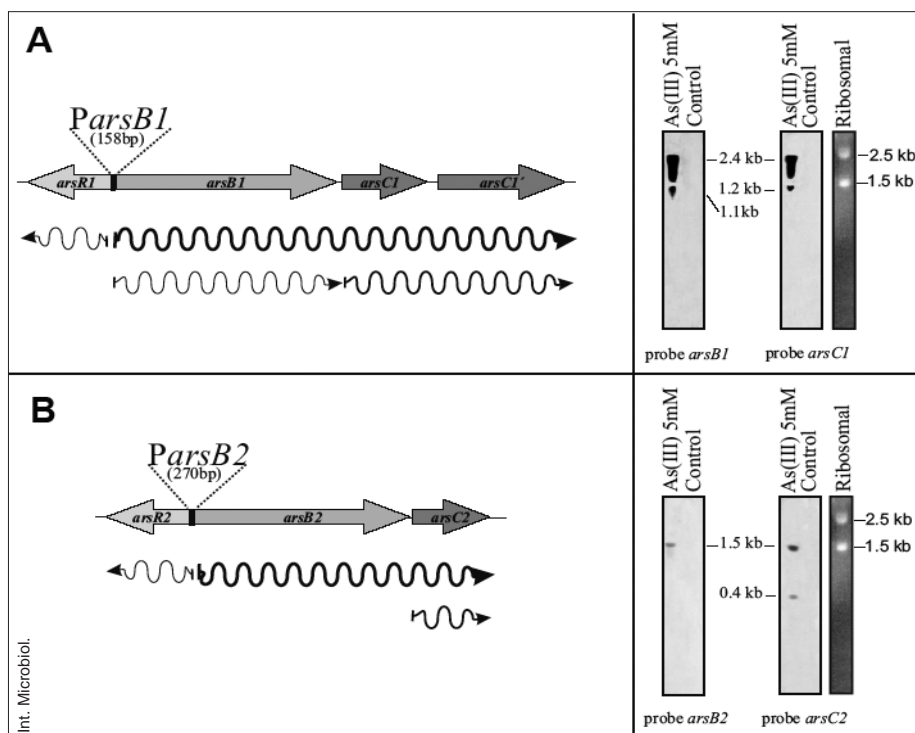 A
ParsB1
(158bp)
arsR1
arsB1
arsC1
arsC1´
As(III) 5mM
Control
As(III) 5mM
Control
Ribosomal
2.4 kb
1.2 kb
1.1kb
2.5 kb
1.5 kb
probe arsB1
probe arsC1
B
ParsB2
(270bp)
arsR2
arsB2
arsC2
As(III) 5mM
Control
As(III) 5mM
Control
Ribosomal
1.5 kb
0.4 kb
2.5 kb
1.5 kb
probe arsB2
probe arsC2
Int. Microbiol.